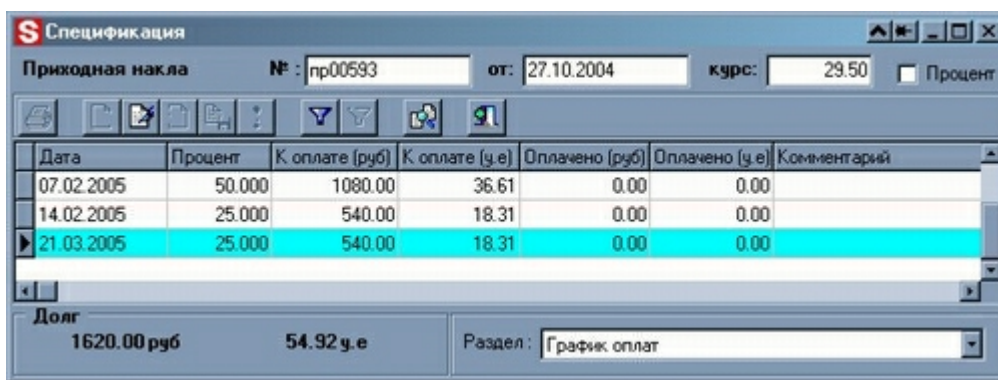 S Спецификация
Приходная накла № : пр00593 от: 27.10.2004 курс: 29.50 Процент
Дата Процент К оплате (руб) К оплате (у.е) Оплачено (руб) Оплачено (у.е) Комментарий
07.02.2005 50.000 1080.00 36.61 0.00 0.00
14.02.2005 25.000 540.00 18.31 0.00 0.00
21.03.2005 25.000 540.00 18.31 0.00 0.00
Долг
1620.00 руб 54.92 у.е Раздел : График оплат